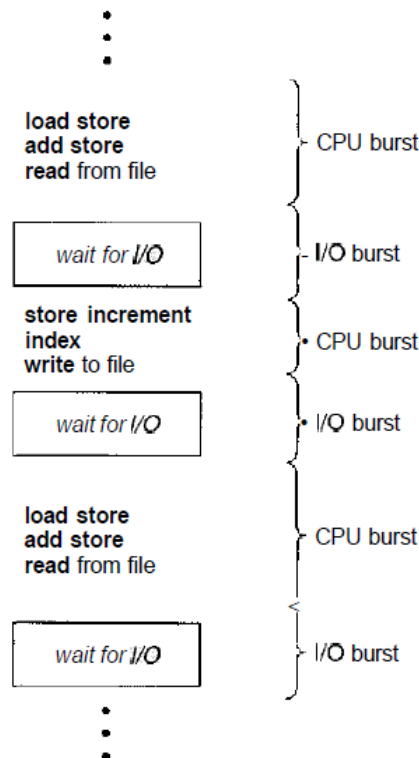 load store
add store
read from file
CPU burst
wait for I/O
I/O burst
store increment
index
write to file
CPU burst
wait for I/O
I/O burst
load store
add store
read from file
CPU burst
wait for I/O
I/O burst